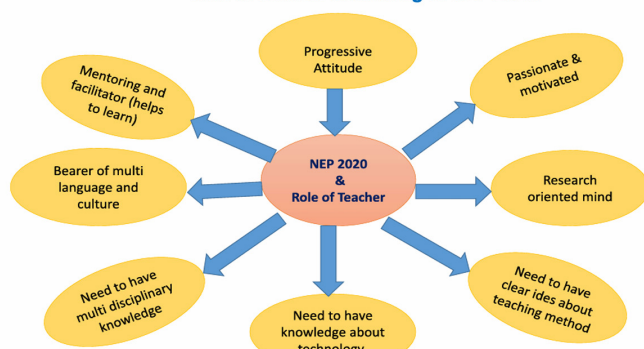 Progressive
Attitude
Passionate &
motivated
Mentoring and
facilitator (helps
to learn)
NEP 2020
&
Role of Teacher
Bearer of multi
language and
culture
Research
oriented mind
Need to have
multi disciplinary
knowledge
Need to have
knowledge about
technology
Need to have
clear ides about
teaching method